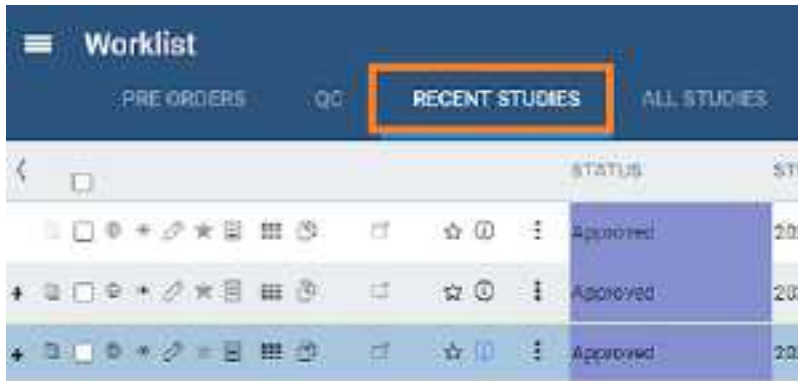 Worklist
PRE ORDERS QC RECENT STUDIES ALL STUDIES
STATUS
Approved
Approved
Approved